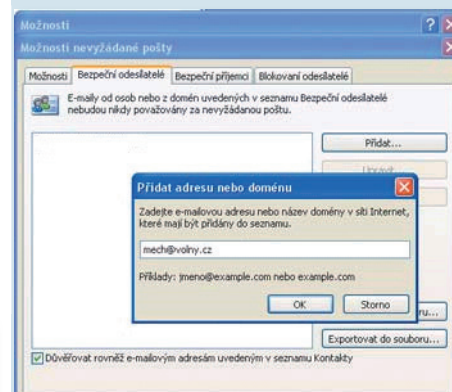 Možnosti
Možnosti nevyžádané pošty
Možnosti Bezpeční odesílatelé Bezpeční příjemci Blokovaní odesílatelé
E-maily od osob nebo z domén uvedených v seznamu Bezpeční odesílatelé
nebudou nikdy považovány za nevyžádanou poštu.
Přidat...
Upravit...
Přidat adresu nebo doménu
Zadejte e-mailovou adresu nebo název domény v síti Internet,
které mají být přidány do seznamu.
mech@volny.cz
Příklady: jmeno@example.com nebo example.com
OK Storno
ru...
Exportovat do souboru...
Důvěřovat rovněž e-mailovým adresám uvedeným v seznamu Kontakty